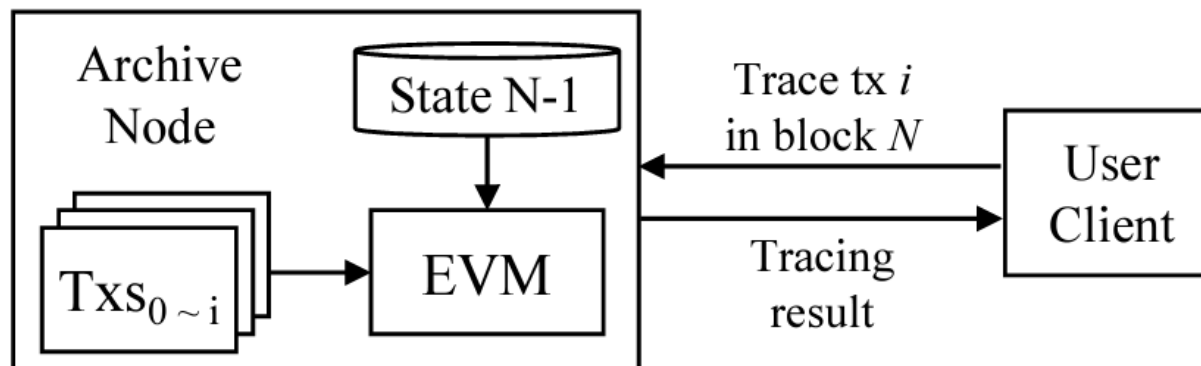 Archive
Node
State N-1
Txs0 ~ i
EVM
Trace tx i
in block N
Tracing
result
User
Client